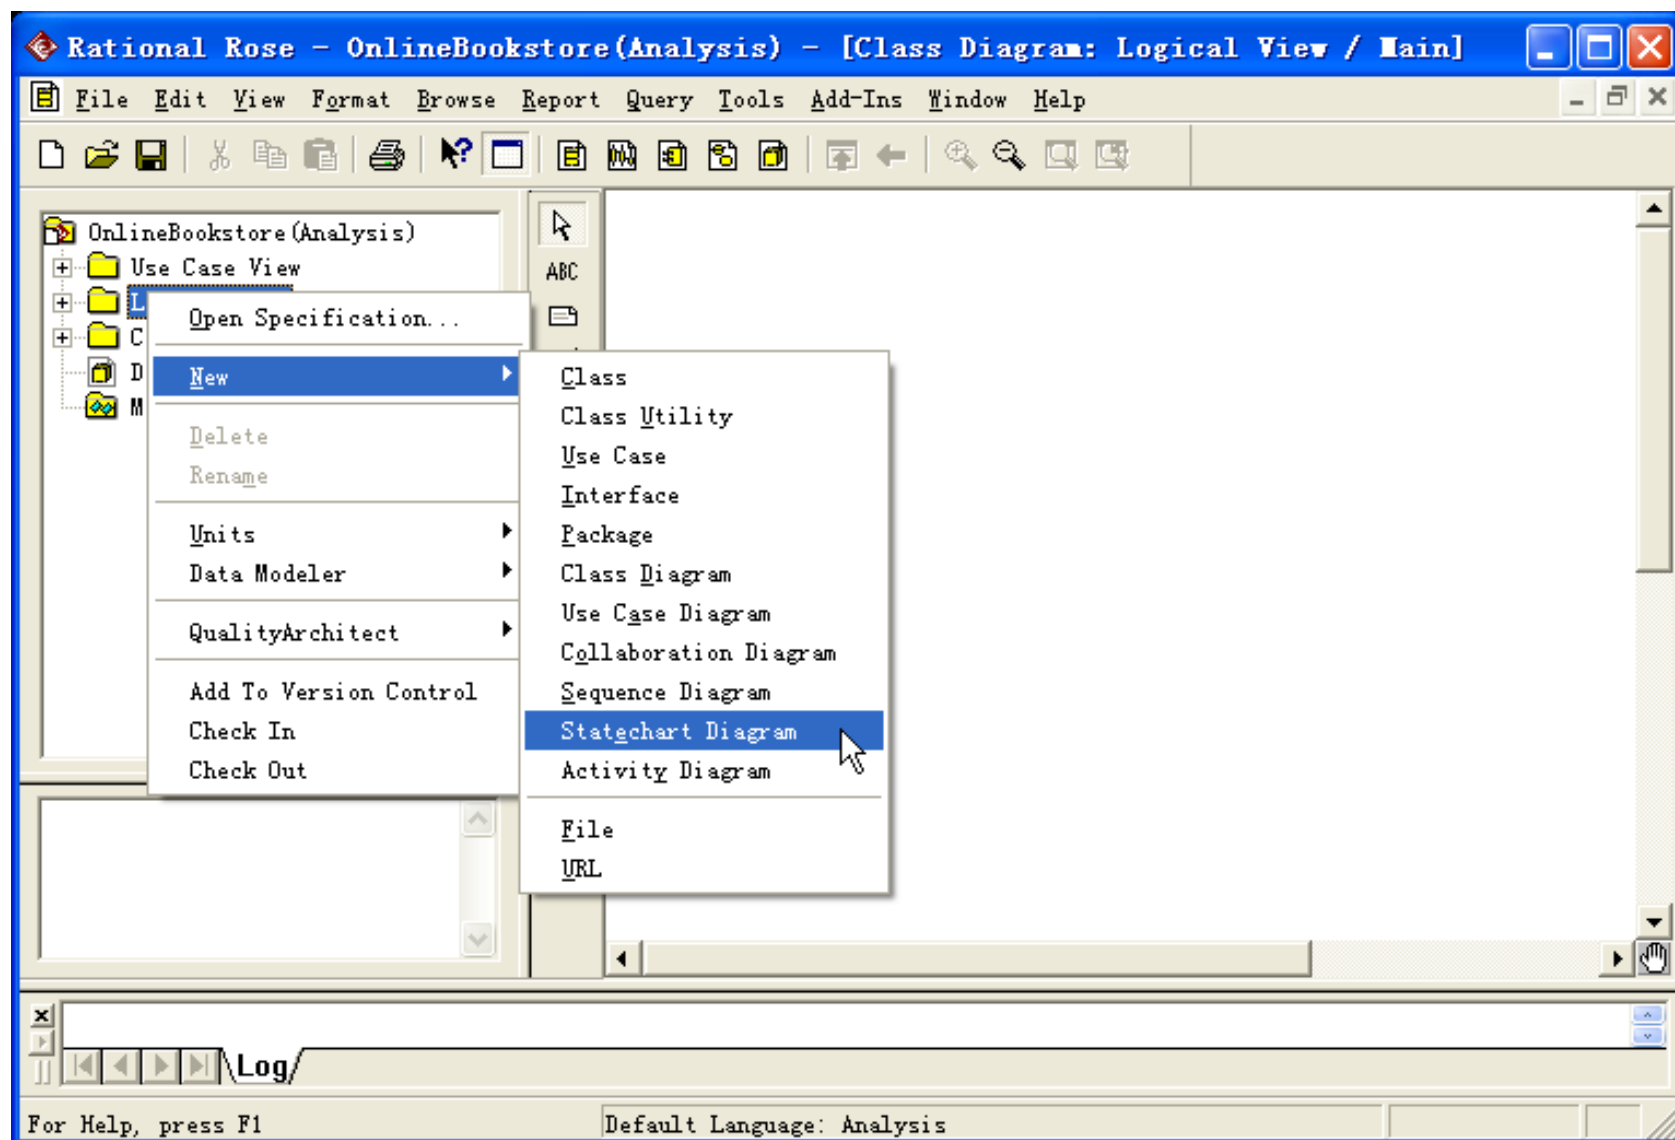 Rational Rose - OnlineBookstore(Analysis) - [Class Diagram: Logical View / Main]
File Edit View Format Browse Report Query Tools Add-Ins Window Help
OnlineBookstore(Analysis)
Use Case View
L
C
D
M
ABC
Open Specification...
New
Delete
Rename
Units
Data Modeler
QualityArchitect
Add To Version Control
Check In
Check Out
Class
Class Utility
Use Case
Interface
Package
Class Diagram
Use Case Diagram
Collaboration Diagram
Sequence Diagram
Statechart Diagram
Activity Diagram
File
URL
Log
For Help, press F1
Default Language: Analysis